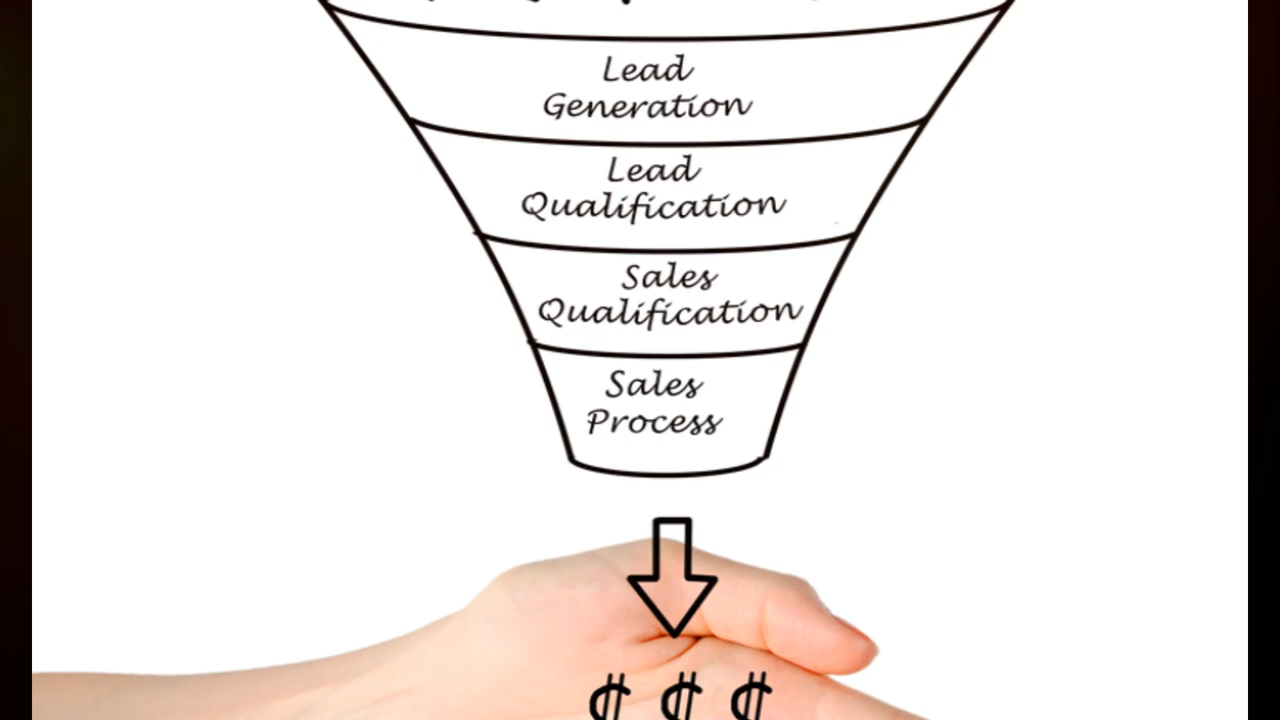 Lead
Generation
Lead
Qualification
Sales
Qualification
Sales
Process
$ $ $